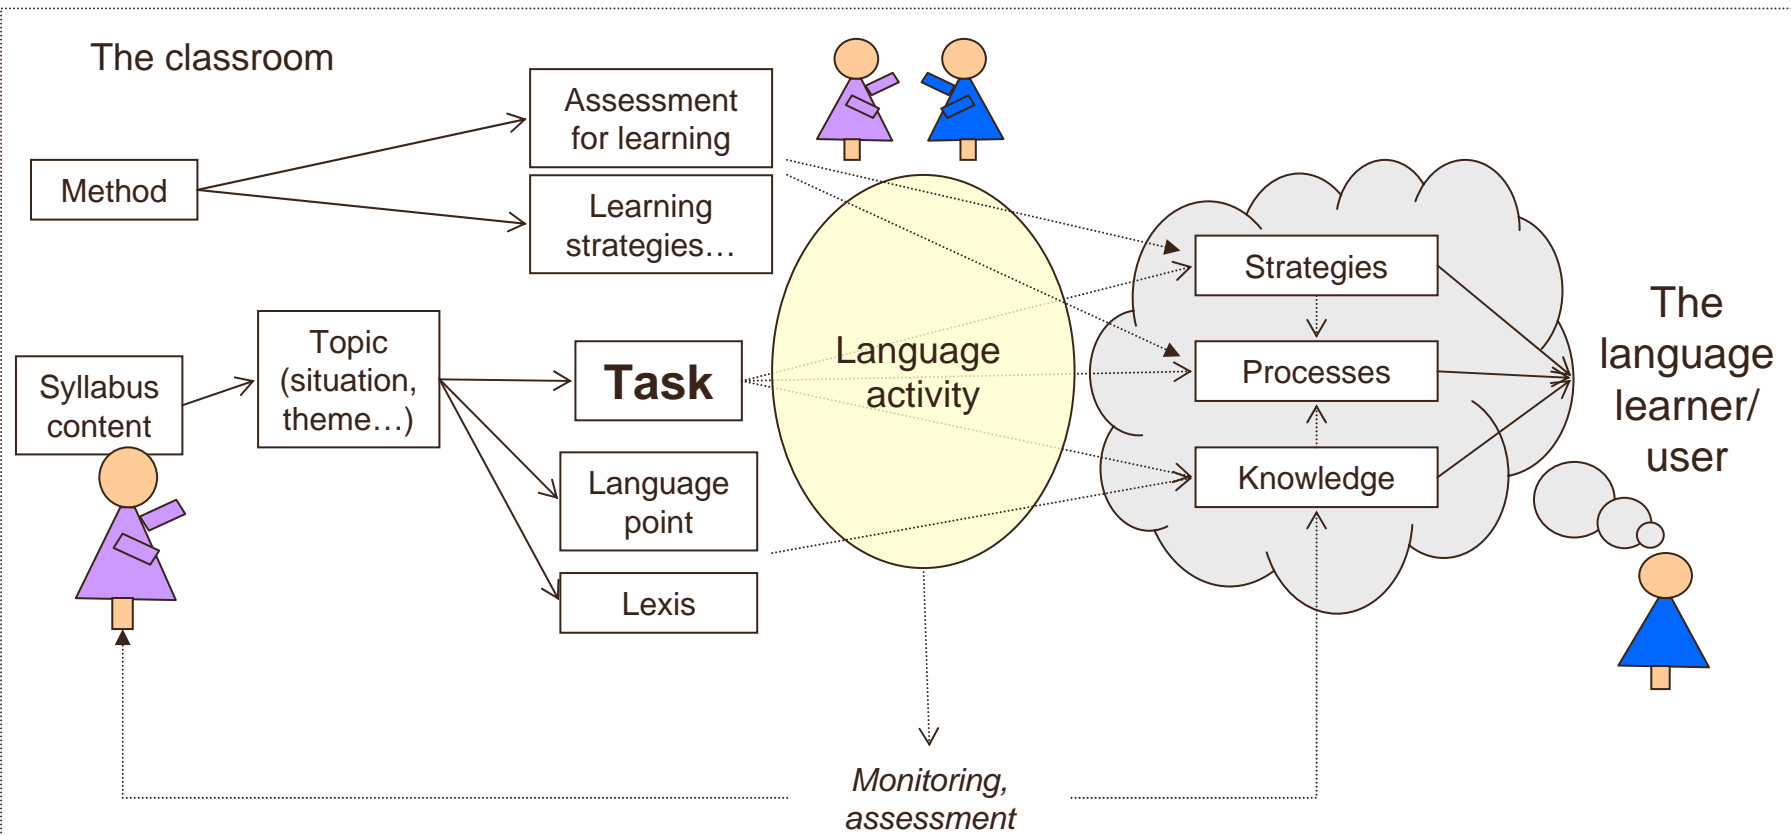 The classroom
Assessment
for learning
Method
Learning
strategies…
Syllabus
content
Topic
(situation,
theme…)
Task
Language
point
Lexis
Language
activity
Strategies
Processes
Knowledge
The
language
learner/
user
Monitoring,
assessment